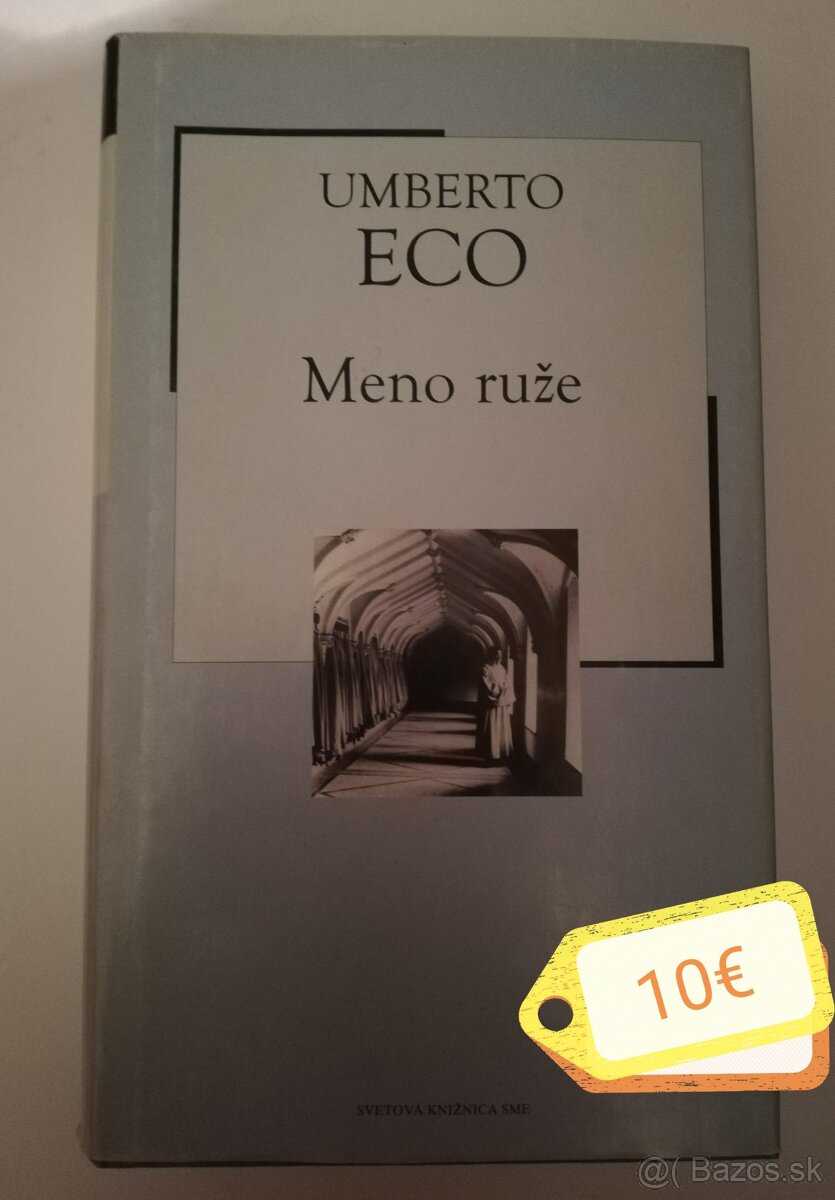 UMBERTO
ECO
Meno ruže
10€
SVETOVÁ KNIŽNICA SME
@( Bazos.sk